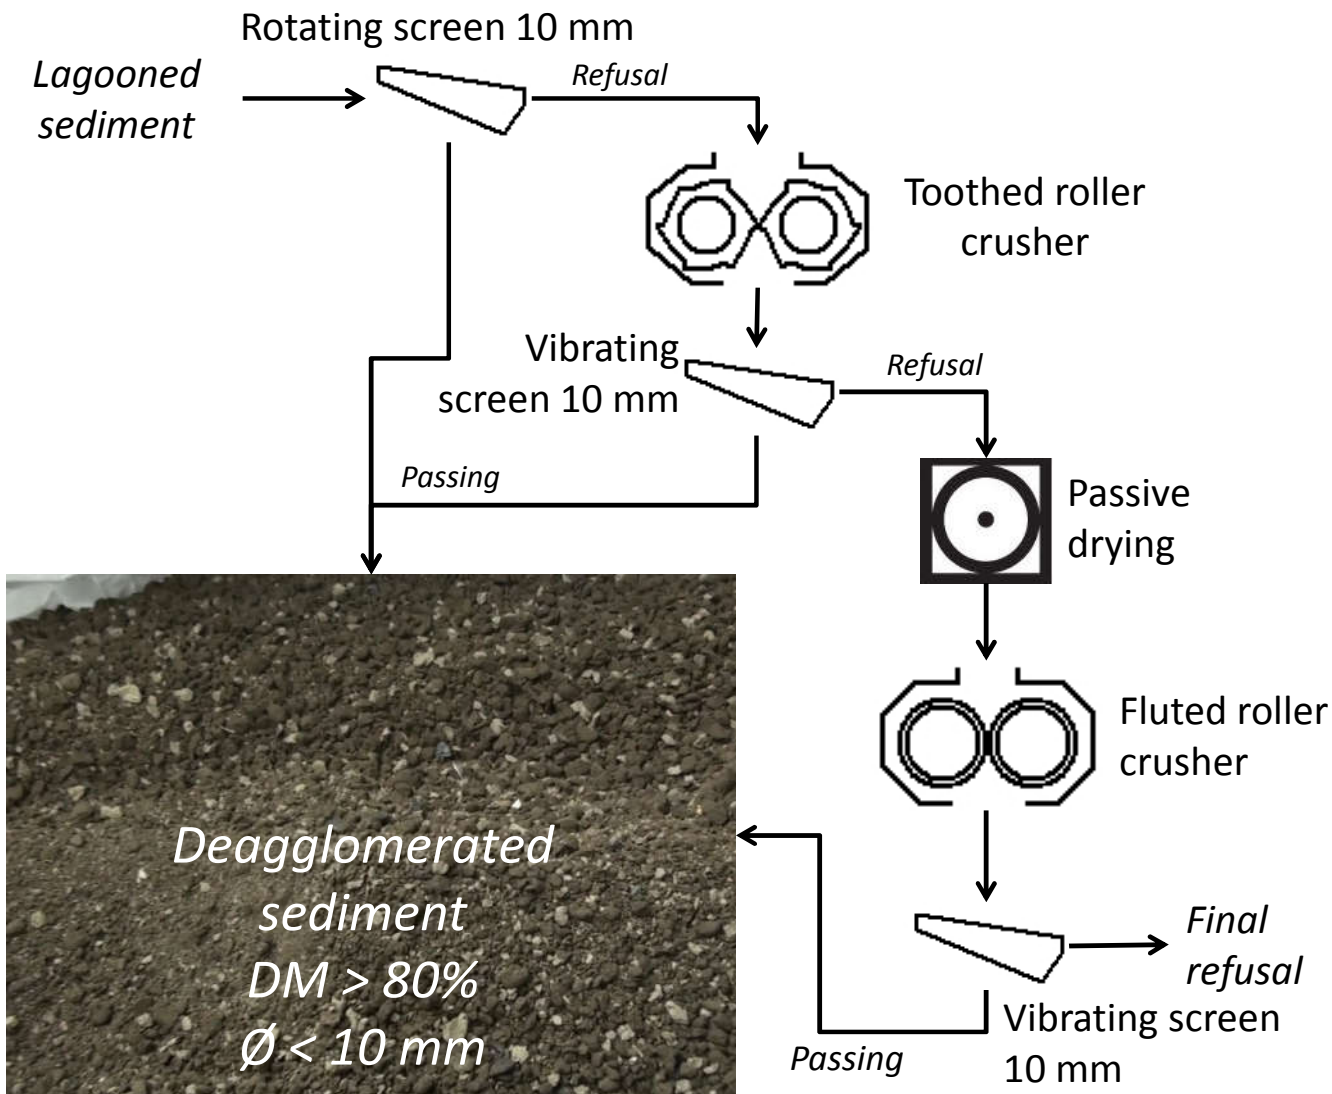 Rotating screen 10 mm
Lagooned
sediment
Refusal
Toothed roller
crusher
Vibrating
screen 10 mm
Refusal
Passing
Passive
drying
Fluted roller
crusher
Deagglomerated
sediment
DM > 80%
Ø < 10 mm
Final
refusal
Vibrating screen
10 mm
Passing